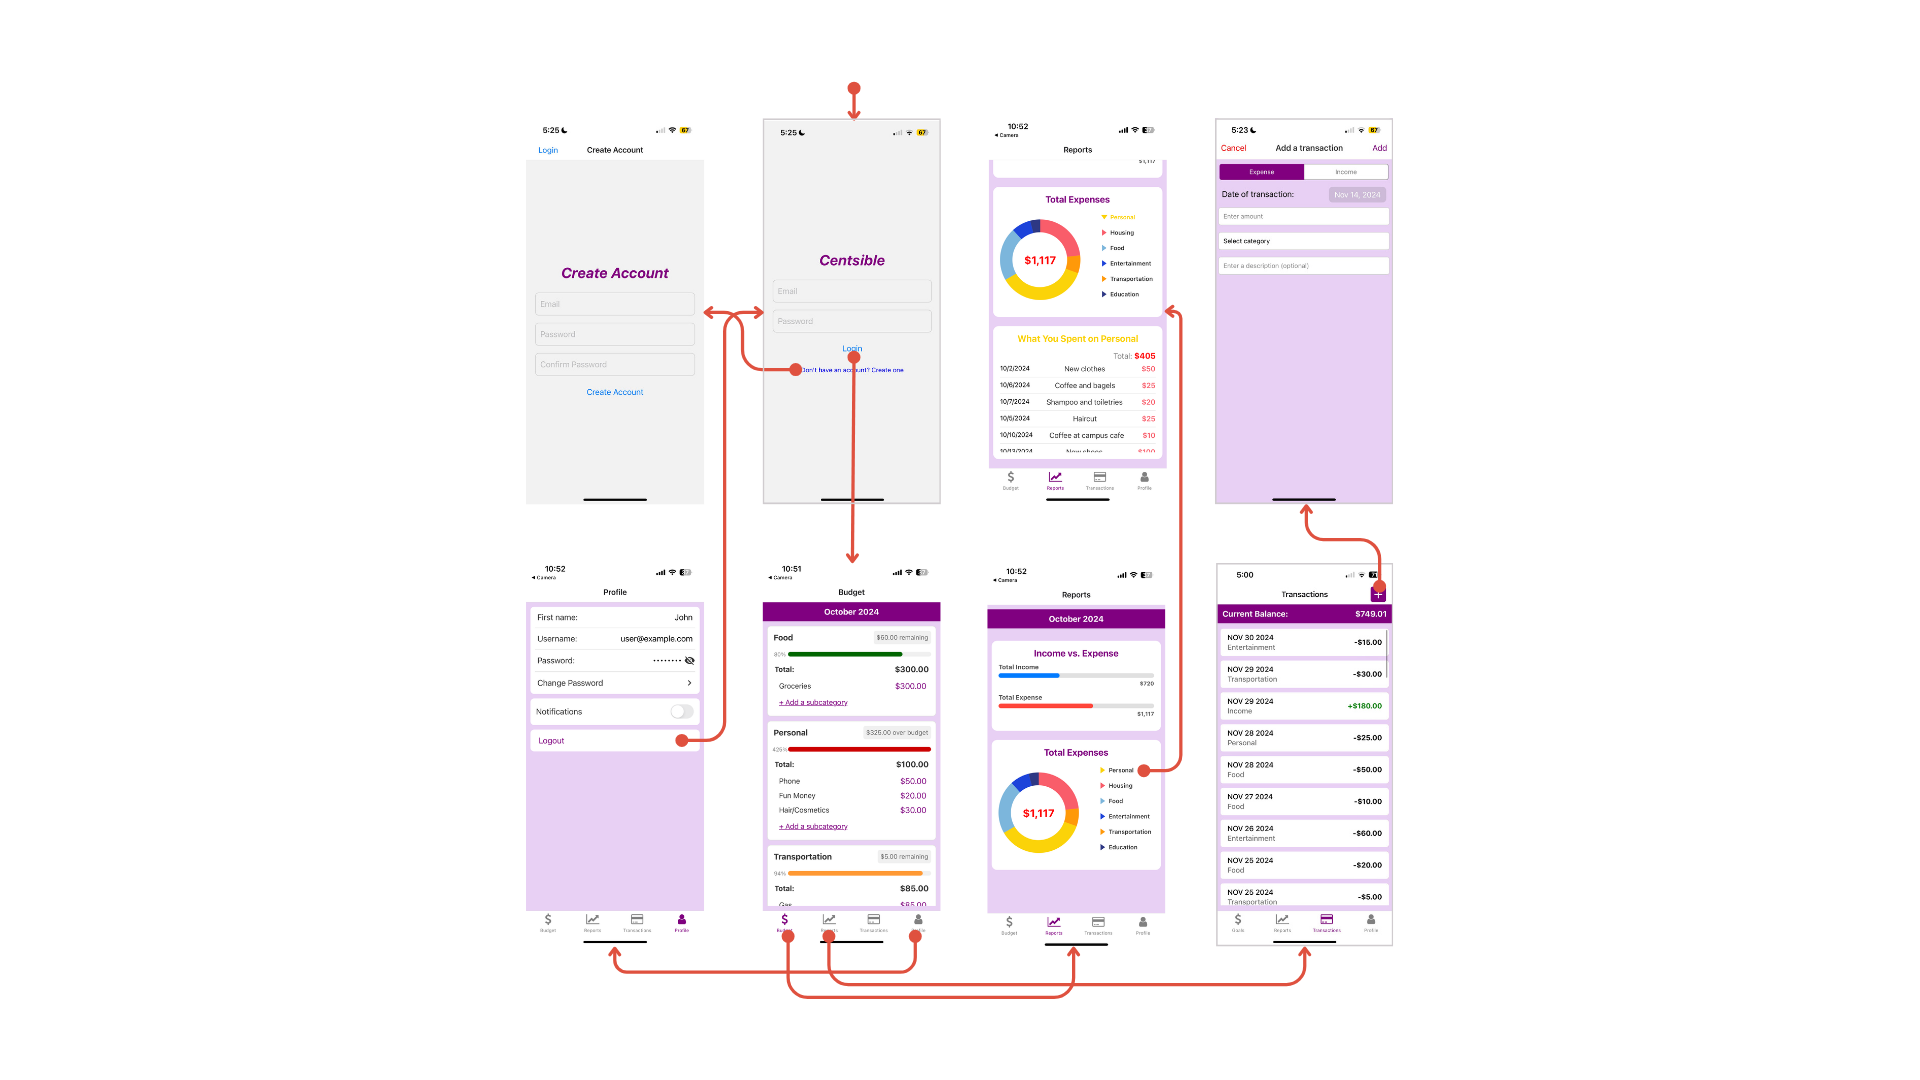 5:25
67
Login
Create Account
Create Account
Email
Password
Confirm Password
Create Account
5:25
67
Centsible
Email
Password
Login
Don't have an account? Create one
10:52
37
Camera
Reports
$1,117
Total Expenses
$1,117
Personal
Housing
Food
Entertainment
Transportation
Education
What You Spent on Personal
Total: $405
10/2/2024 New clothes $50
10/6/2024 Coffee and bagels $25
10/7/2024 Shampoo and toiletries $20
10/5/2024 Haircut $25
10/10/2024 Coffee at campus cafe $10
10/13/2024 New shoes $100
Budget Reports Transactions Profile
5:23
67
Cancel Add a transaction Add
Expense Income
Date of transaction: Nov 14, 2024
Enter amount
Select category
Enter a description (optional)
10:52
37
Camera
Profile
First name: John
Username: user@example.com
Password: ········
Change Password
Notifications
Logout
Budget Reports Transactions Profile
10:51
37
Camera
Budget
October 2024
Food $60.00 remaining
80%
Total: $300.00
Groceries $300.00
+ Add a subcategory
Personal $325.00 over budget
425%
Total: $100.00
Phone $50.00
Fun Money $20.00
Hair/Cosmetics $30.00
+ Add a subcategory
Transportation $5.00 remaining
94%
Total: $85.00
Gas $85.00
Budget Reports Transactions Profile
10:52
37
Camera
Reports
October 2024
Income vs. Expense
Total Income
$720
Total Expense
$1,117
Total Expenses
$1,117
Personal
Housing
Food
Entertainment
Transportation
Education
Budget Reports Transactions Profile
5:00
Transactions
+
Current Balance: $749.01
NOV 30 2024
Entertainment
-$15.00
NOV 29 2024
Transportation
-$30.00
NOV 29 2024
Income
+$180.00
NOV 28 2024
Personal
-$25.00
NOV 28 2024
Food
-$50.00
NOV 27 2024
Food
-$10.00
NOV 26 2024
Entertainment
-$60.00
NOV 25 2024
Food
-$20.00
NOV 25 2024
Transportation
-$5.00
Goals Reports Transactions Profile